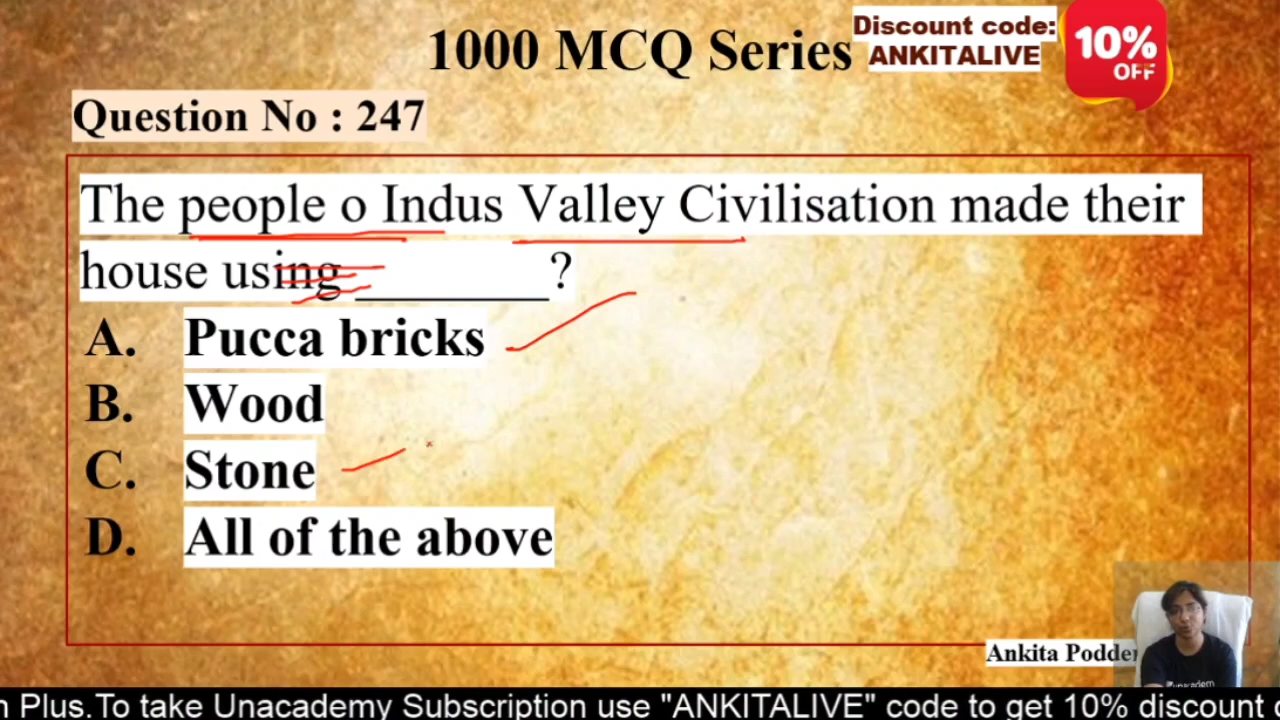 1000 MCQ Series
Discount code:
ANKITALIVE
10%
OFF
Question No : 247
The people o Indus Valley Civilisation made their
house using __________?
A. Pucca bricks
B. Wood
C. Stone
D. All of the above
Ankita Podder
n Plus.To take Unacademy Subscription use "ANKITALIVE" code to get 10% discount